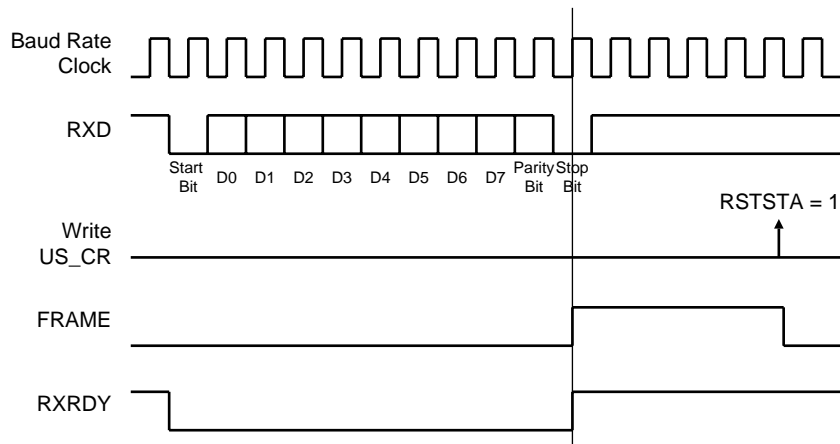 Baud Rate
Clock
RXD
Start
Bit
D0 D1 D2 D3 D4 D5 D6 D7
Parity
Bit
Stop
Bit
RSTSTA = 1
Write
US_CR
FRAME
RXRDY